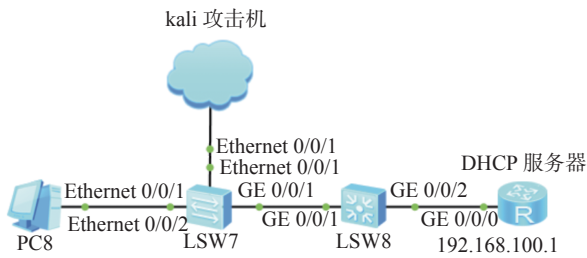 kali 攻击机
Ethernet 0/0/1
Ethernet 0/0/1
DHCP 服务器
Ethernet 0/0/1
GE 0/0/1
GE 0/0/2
Ethernet 0/0/2
GE 0/0/1
GE 0/0/0
R
PC8
LSW7
LSW8
192.168.100.1